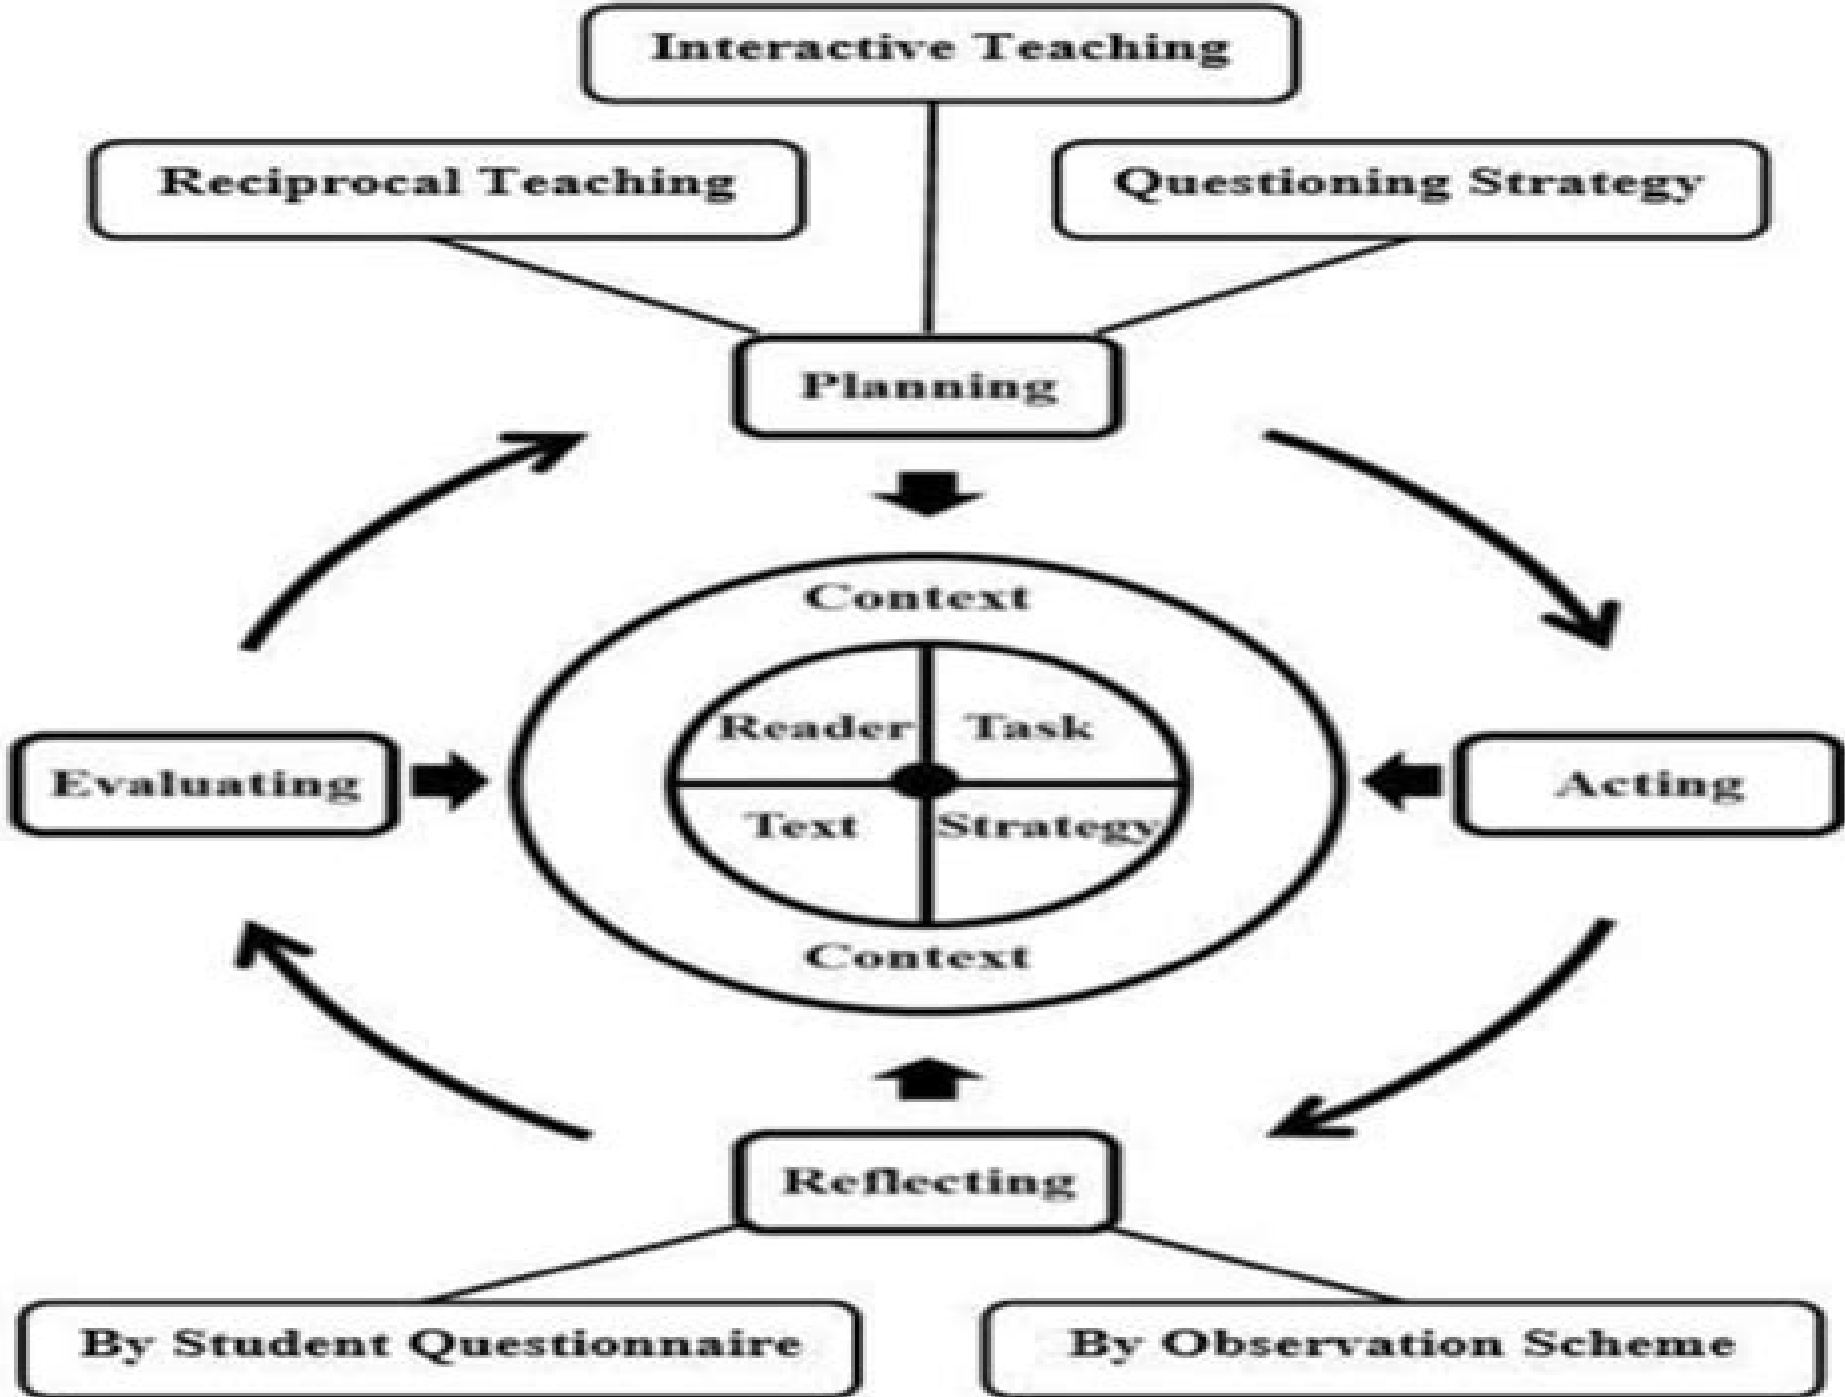 Interactive Teaching
Reciprocal Teaching
Questioning Strategy
Planning
Context
Reader
Task
Evaluating
Acting
Text
Strategy
Context
Reflecting
By Student Questionnaire
By Observation Scheme